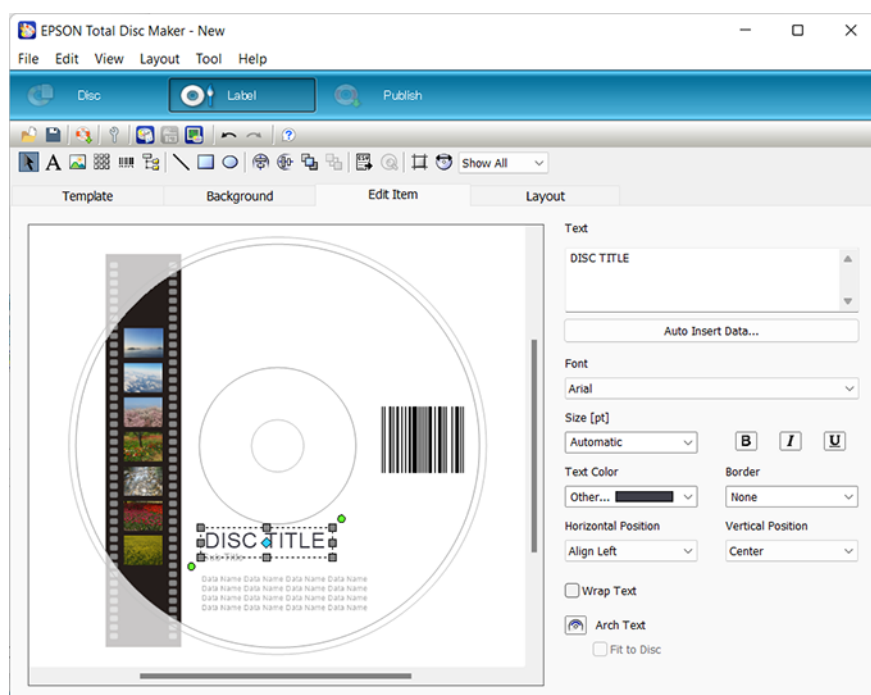 EPSON Total Disc Maker - New
File Edit View Layout Tool Help
Disc Label Publish
Show All
Template Background Edit Item Layout
Text
DISC TITLE
Auto Insert Data...
Font
Arial
Size [pt]
Automatic B I U
Text Color Border
Other... None
Horizontal Position Vertical Position
Align Left Center
Wrap Text
Arch Text
Fit to Disc
DISC TITLE
Sub Title
Data Name Data Name Data Name Data Name
Data Name Data Name Data Name Data Name
Data Name Data Name Data Name Data Name
Data Name Data Name Data Name Data Name